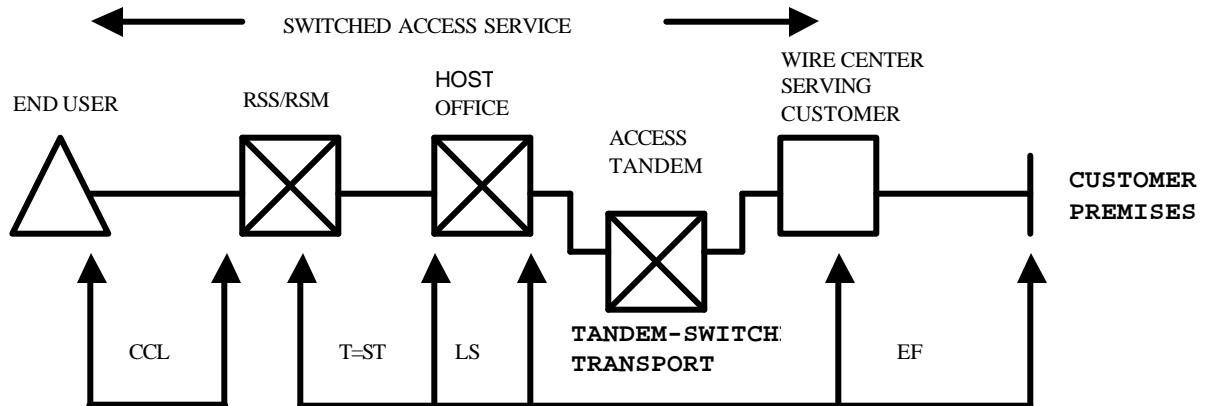 SWITCHED ACCESS SERVICE
END USER
RSS/RSM
HOST
OFFICE
ACCESS
TANDEM
WIRE CENTER
SERVING
CUSTOMER
CUSTOMER
PREMISES
CCL
T=ST
LS
TANDEM-SWITCH
TRANSPORT
EF